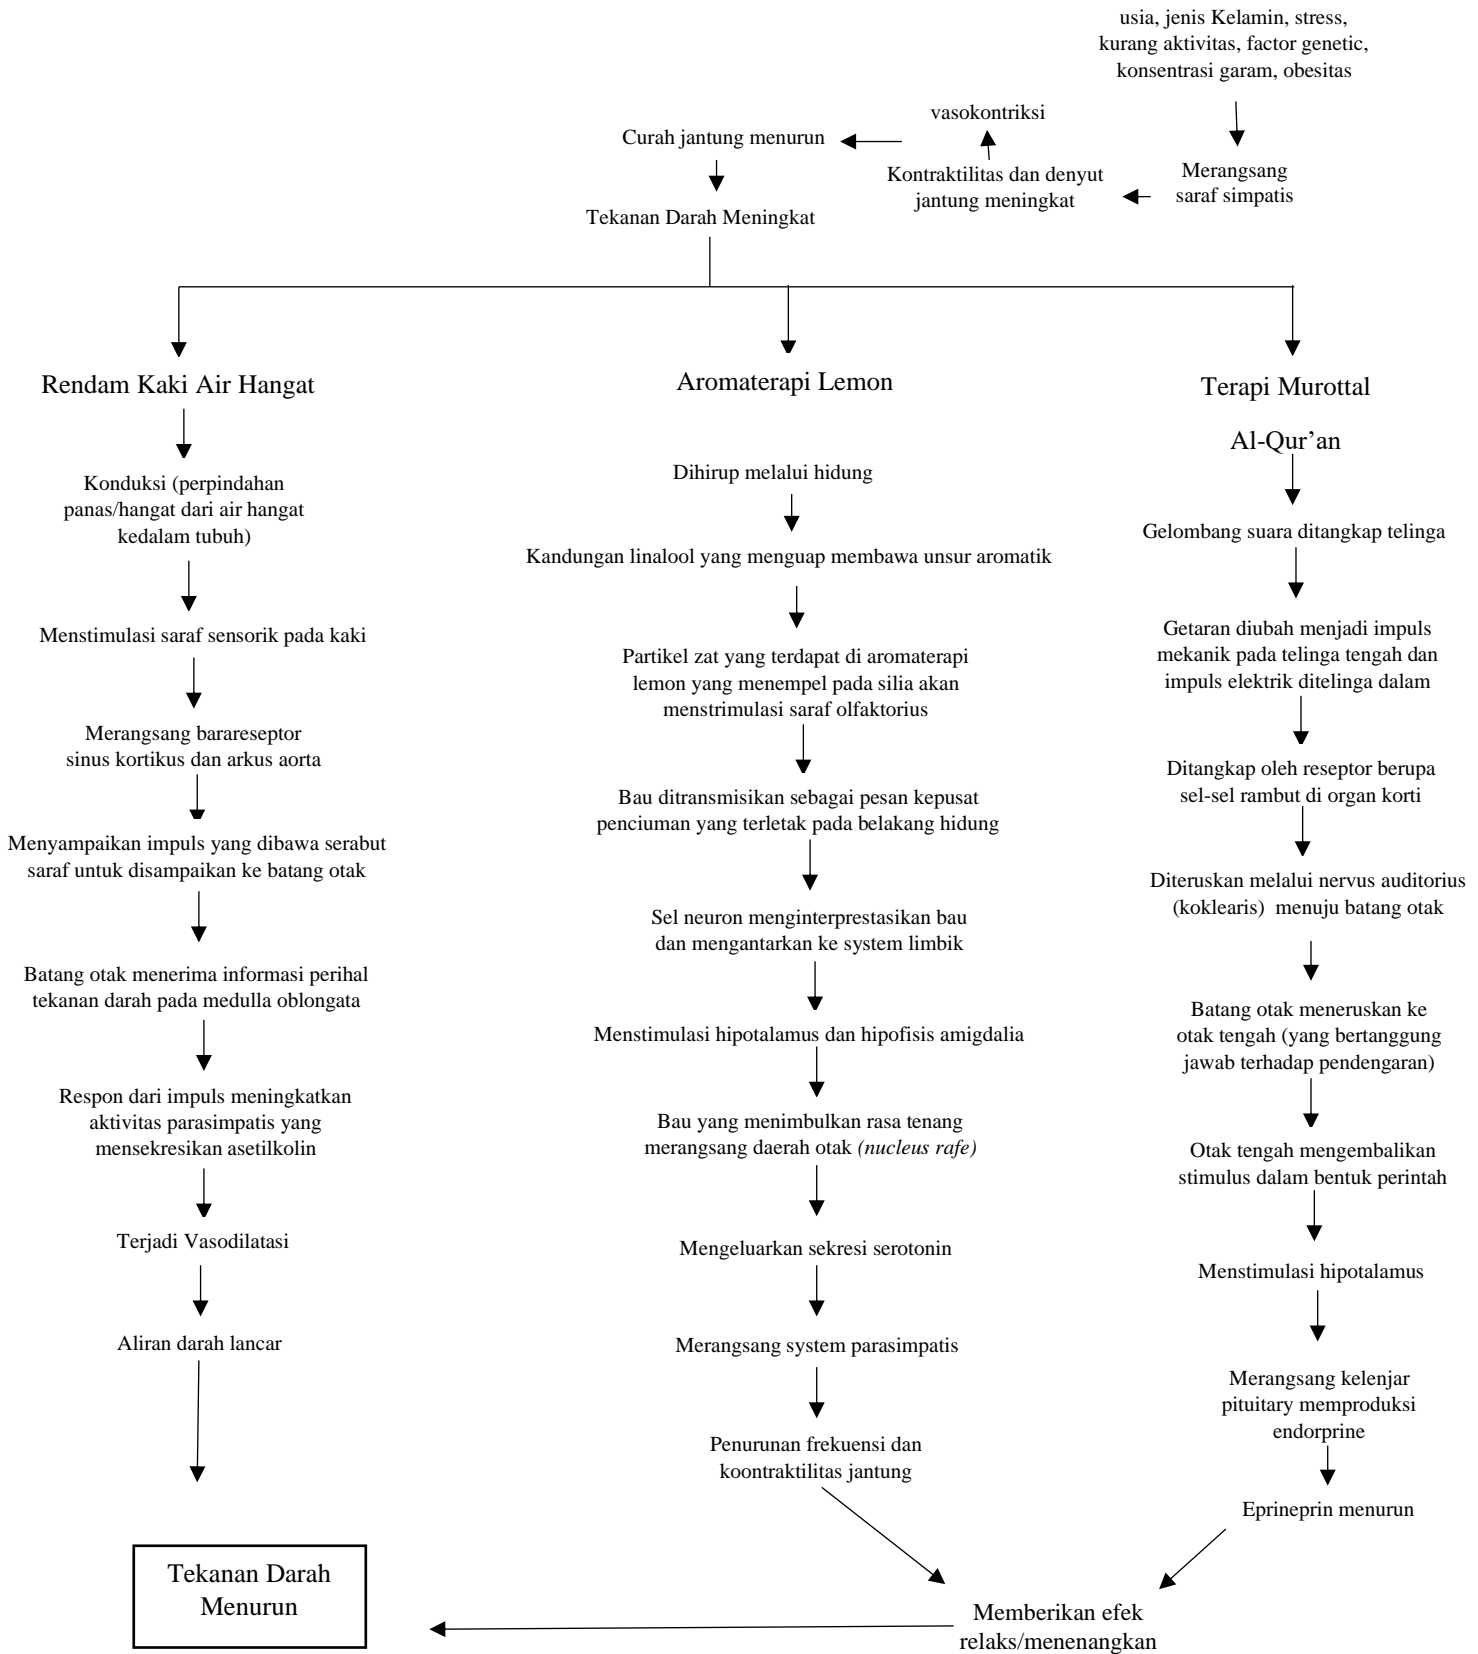 usia, jenis Kelamin, stress,
kurang aktivitas, factor genetic,
konsentrasi garam, obesitas
Merangsang
saraf simpatis
Kontraktilitas dan denyut
jantung meningkat
vasokontriksi
Curah jantung menurun
Tekanan Darah Meningkat
Rendam Kaki Air Hangat
Konduksi (perpindahan
panas/hangat dari air hangat
kedalam tubuh)
Menstimulasi saraf sensorik pada kaki
Merangsang barareseptor
sinus kortikus dan arkus aorta
Menyampaikan impuls yang dibawa serabut
saraf untuk disampaikan ke batang otak
Batang otak menerima informasi perihal
tekanan darah pada medulla oblongata
Respon dari impuls meningkatkan
aktivitas parasimpatis yang
mensekresikan asetilkolin
Terjadi Vasodilatasi
Aliran darah lancar
Aromaterapi Lemon
Dihirup melalui hidung
Kandungan linalool yang menguap membawa unsur aromatik
Partikel zat yang terdapat di aromaterapi
lemon yang menempel pada silia akan
menstrimulasi saraf olfaktorius
Bau ditransmisikan sebagai pesan kepusat
penciuman yang terletak pada belakang hidung
Sel neuron menginterprestasikan bau
dan mengantarkan ke system limbik
Menstimulasi hipotalamus dan hipofisis amigdalia
Bau yang menimbulkan rasa tenang
merangsang daerah otak (nucleus rafe)
Mengeluarkan sekresi serotonin
Merangsang system parasimpatis
Penurunan frekuensi dan
koontraktilitas jantung
Terapi Murottal
Al-Qur’an
Gelombang suara ditangkap telinga
Getaran diubah menjadi impuls
mekanik pada telinga tengah dan
impuls elektrik ditelinga dalam
Ditangkap oleh reseptor berupa
sel-sel rambut di organ korti
Diteruskan melalui nervus auditorius
(koklearis) menuju batang otak
Batang otak meneruskan ke
otak tengah (yang bertanggung
jawab terhadap pendengaran)
Otak tengah mengembalikan
stimulus dalam bentuk perintah
Menstimulasi hipotalamus
Merangsang kelenjar
pituitary memproduksi
endorprine
Eprineprin menurun
Memberikan efek
relaks/menenangkan
Tekanan Darah
Menurun